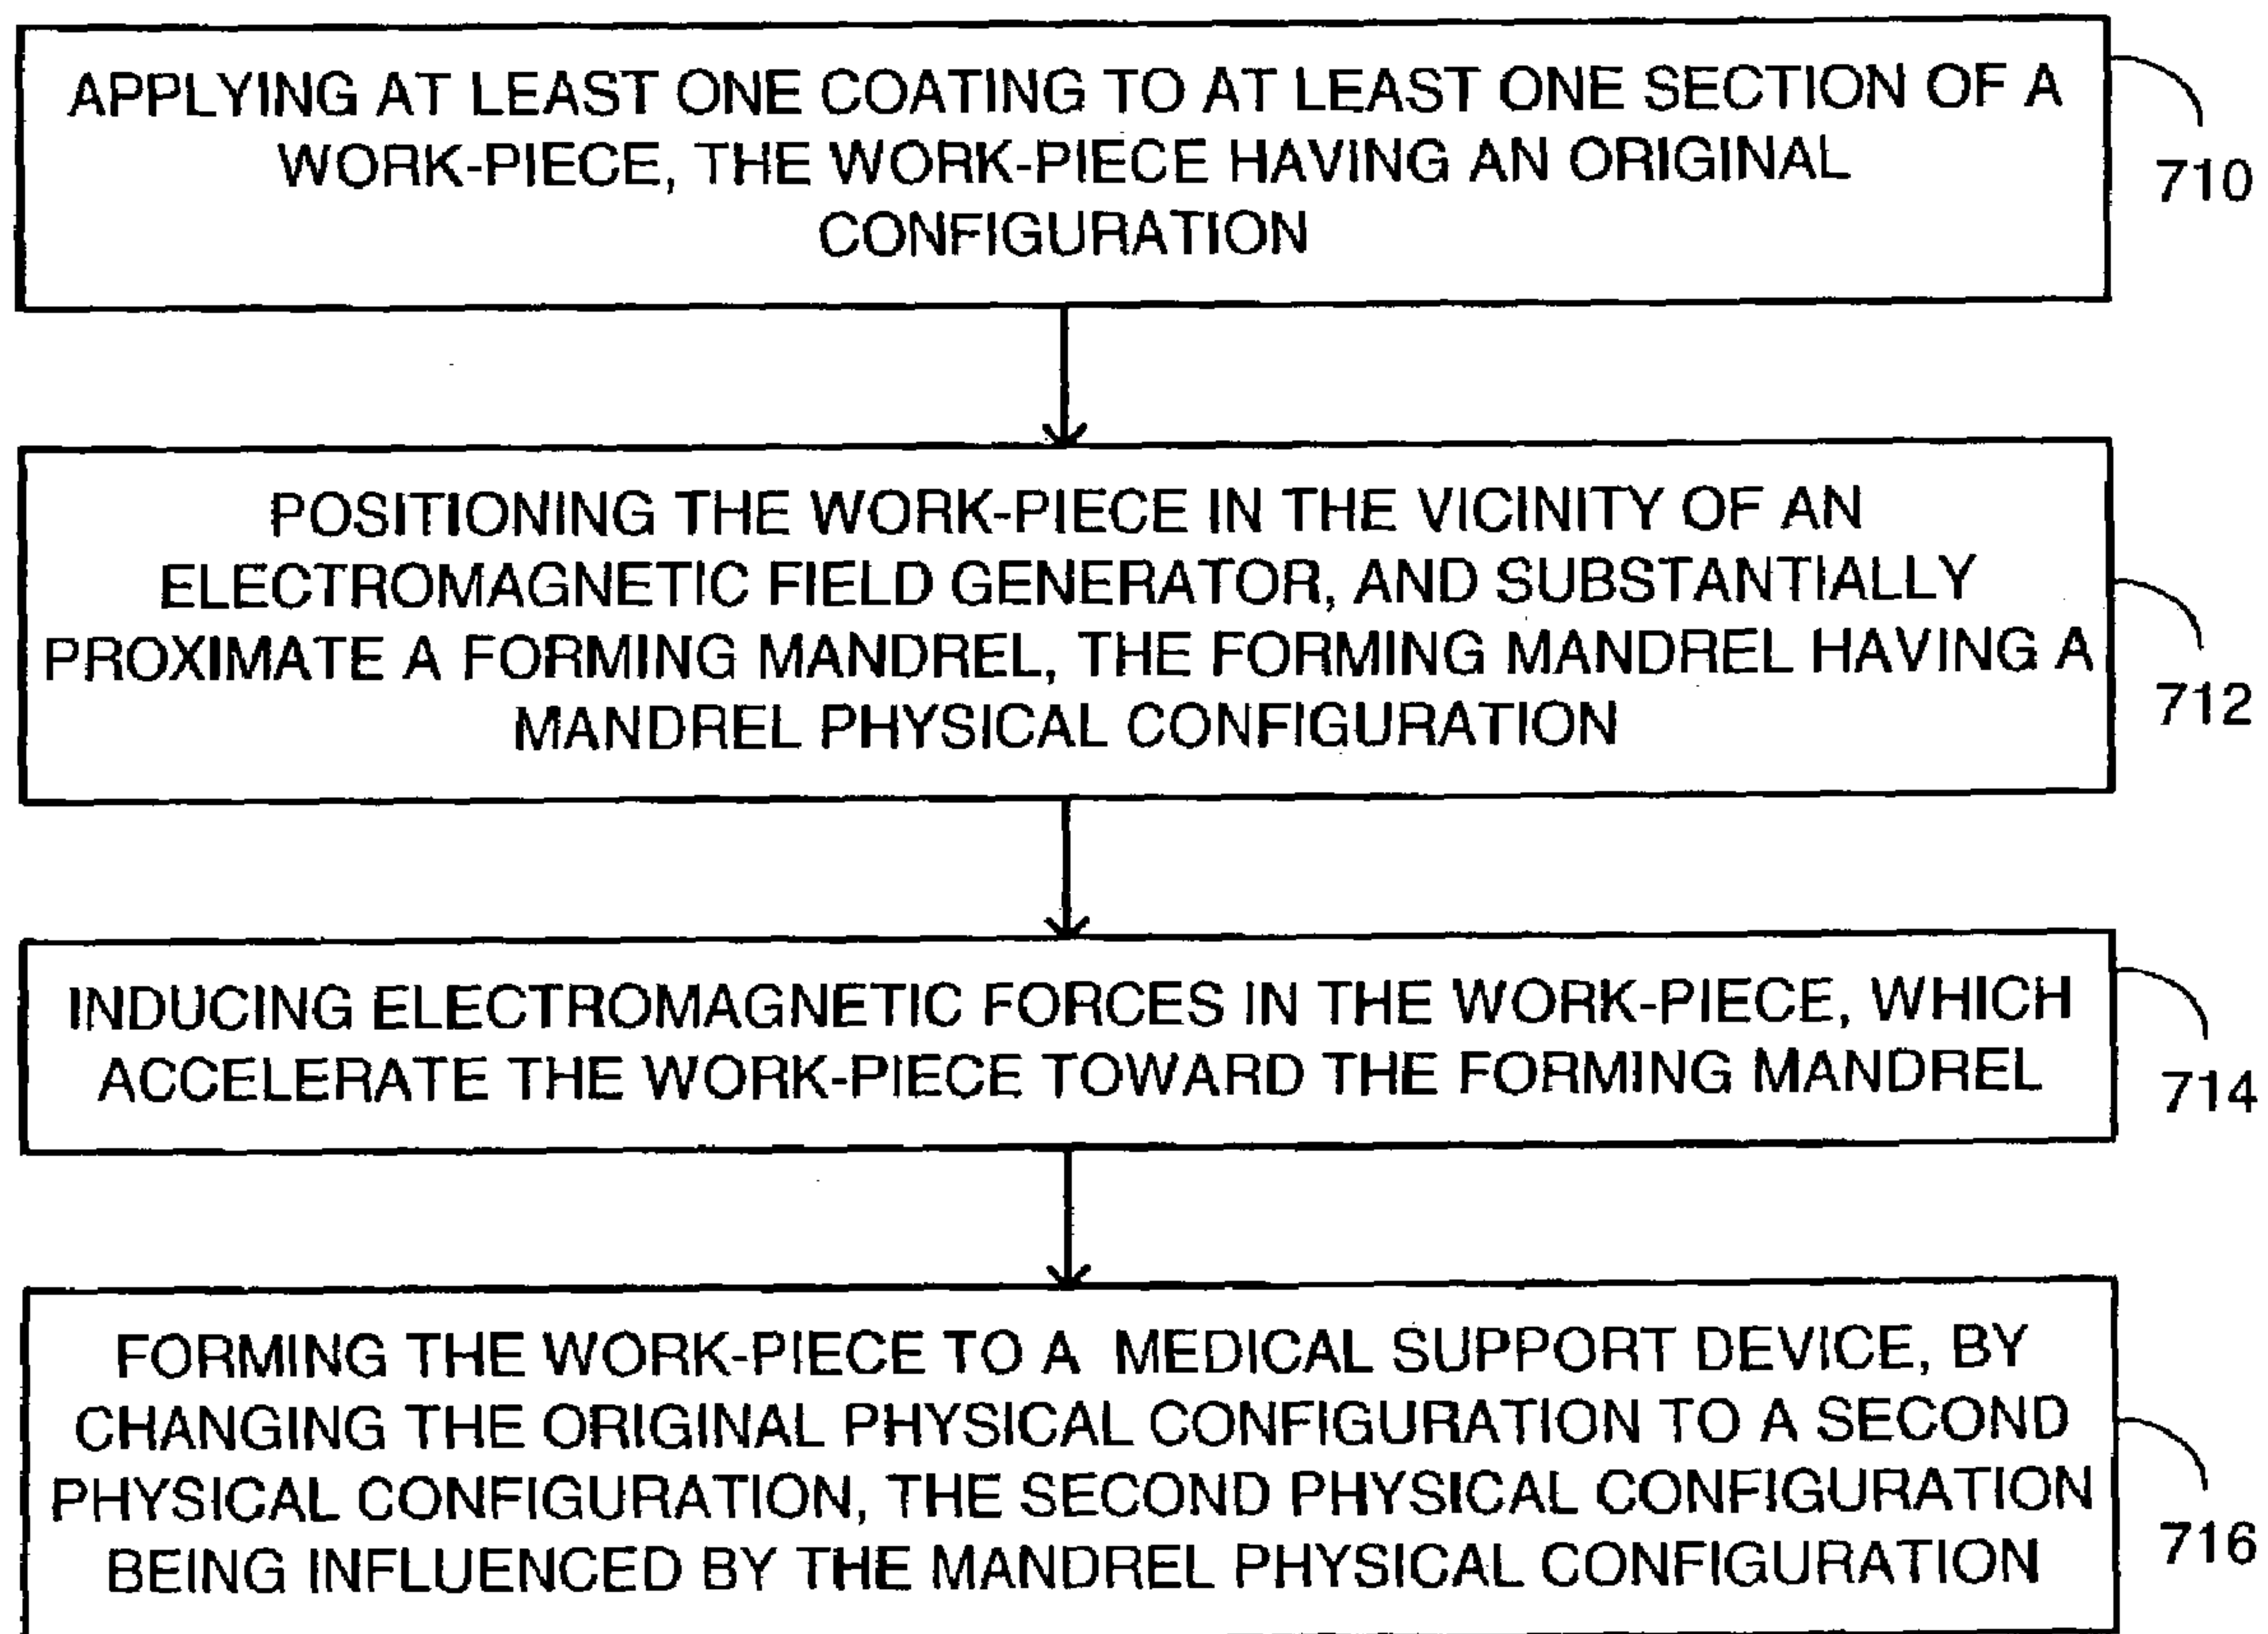 APPLYING AT LEAST ONE COATING TO AT LEAST ONE SECTION OF A
WORK-PIECE, THE WORK-PIECE HAVING AN ORIGINAL
CONFIGURATION
710
POSITIONING THE WORK-PIECE IN THE VICINITY OF AN
ELECTROMAGNETIC FIELD GENERATOR, AND SUBSTANTIALLY
PROXIMATE A FORMING MANDREL, THE FORMING MANDREL HAVING A
MANDREL PHYSICAL CONFIGURATION
712
INDUCING ELECTROMAGNETIC FORCES IN THE WORK-PIECE, WHICH
ACCELERATE THE WORK-PIECE TOWARD THE FORMING MANDREL
714
FORMING THE WORK-PIECE TO A MEDICAL SUPPORT DEVICE, BY
CHANGING THE ORIGINAL PHYSICAL CONFIGURATION TO A SECOND
PHYSICAL CONFIGURATION, THE SECOND PHYSICAL CONFIGURATION
BEING INFLUENCED BY THE MANDREL PHYSICAL CONFIGURATION
716